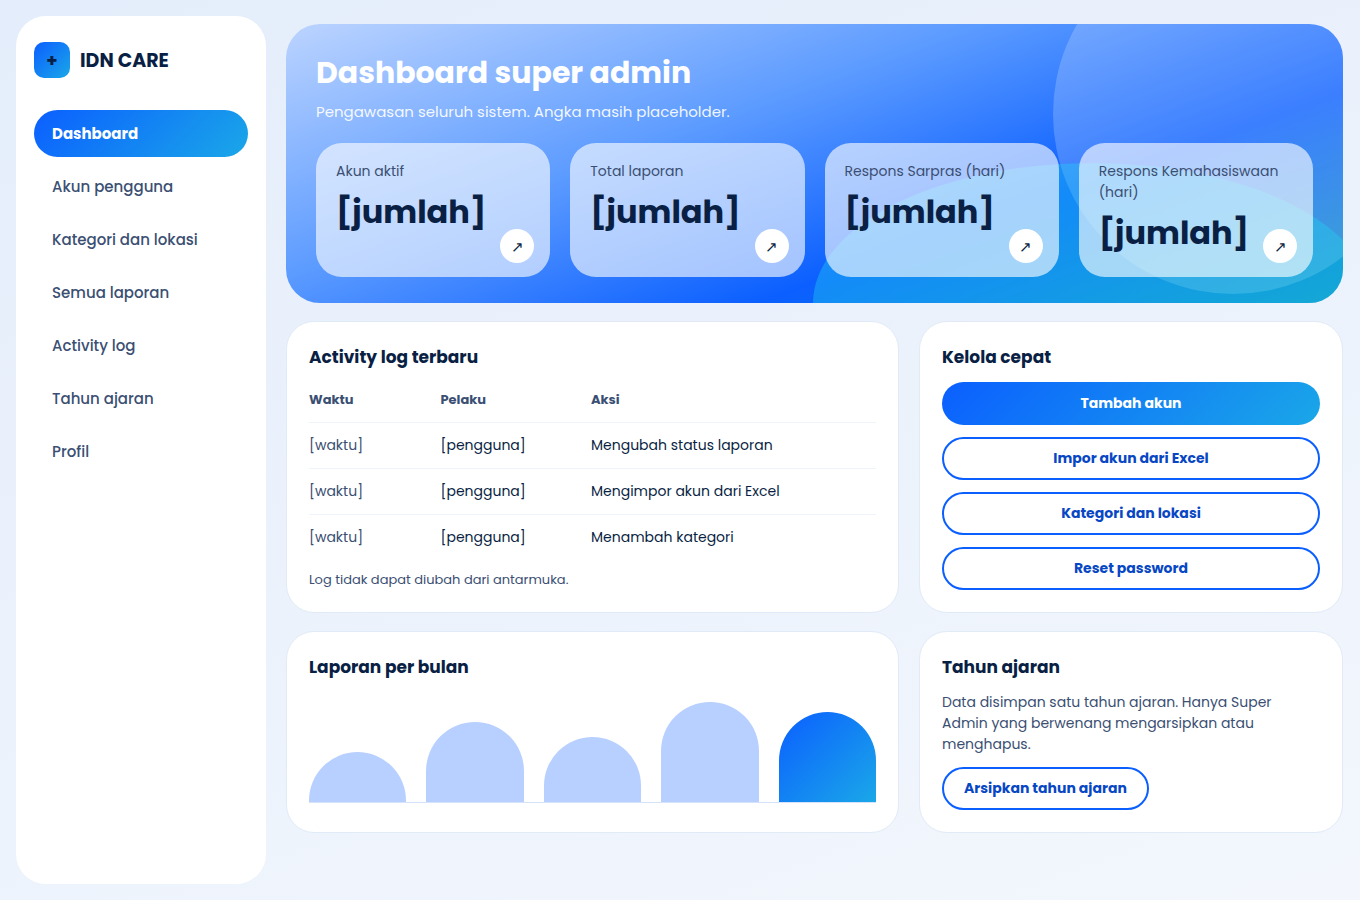 IDN CARE
Dashboard
Akun pengguna
Kategori dan lokasi
Semua laporan
Activity log
Tahun ajaran
Profil
Dashboard super admin
Pengawasan seluruh sistem. Angka masih placeholder.
Akun aktif
[jumlah]
Total laporan
[jumlah]
Respons Sarpras (hari)
[jumlah]
Respons Kemahasiswaan
(hari)
[jumlah]
Activity log terbaru
Waktu Pelaku Aksi
[waktu] [pengguna] Mengubah status laporan
[waktu] [pengguna] Mengimpor akun dari Excel
[waktu] [pengguna] Menambah kategori
Log tidak dapat diubah dari antarmuka.
Kelola cepat
Tambah akun
Impor akun dari Excel
Kategori dan lokasi
Reset password
Laporan per bulan
Tahun ajaran
Data disimpan satu tahun ajaran. Hanya Super
Admin yang berwenang mengarsipkan atau
menghapus.
Arsipkan tahun ajaran